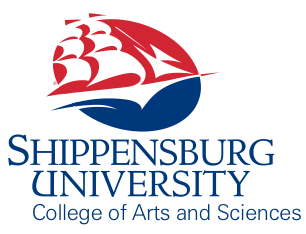 SHIPPENSBURG
UNIVERSITY
College of Arts and Sciences